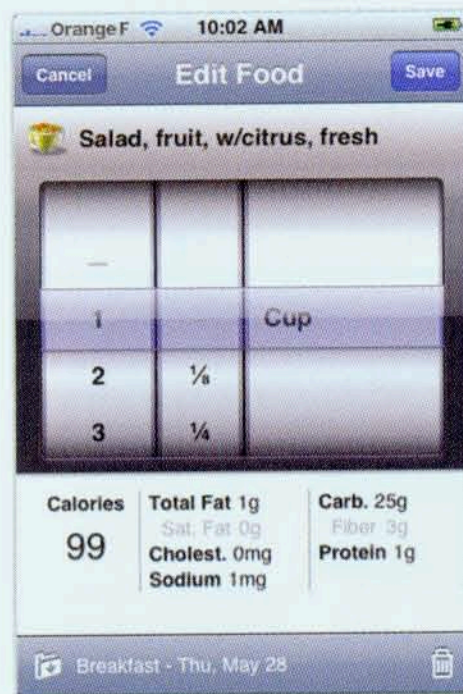 Orange F 10:02 AM
Cancel Edit Food Save
Salad, fruit, w/citrus, fresh
—
1 — Cup
2 ⅛
3 ¼
Calories
99
Total Fat 1g
Sat. Fat 0g
Cholest. 0mg
Sodium 1mg
Carb. 25g
Fiber 3g
Protein 1g
Breakfast - Thu, May 28